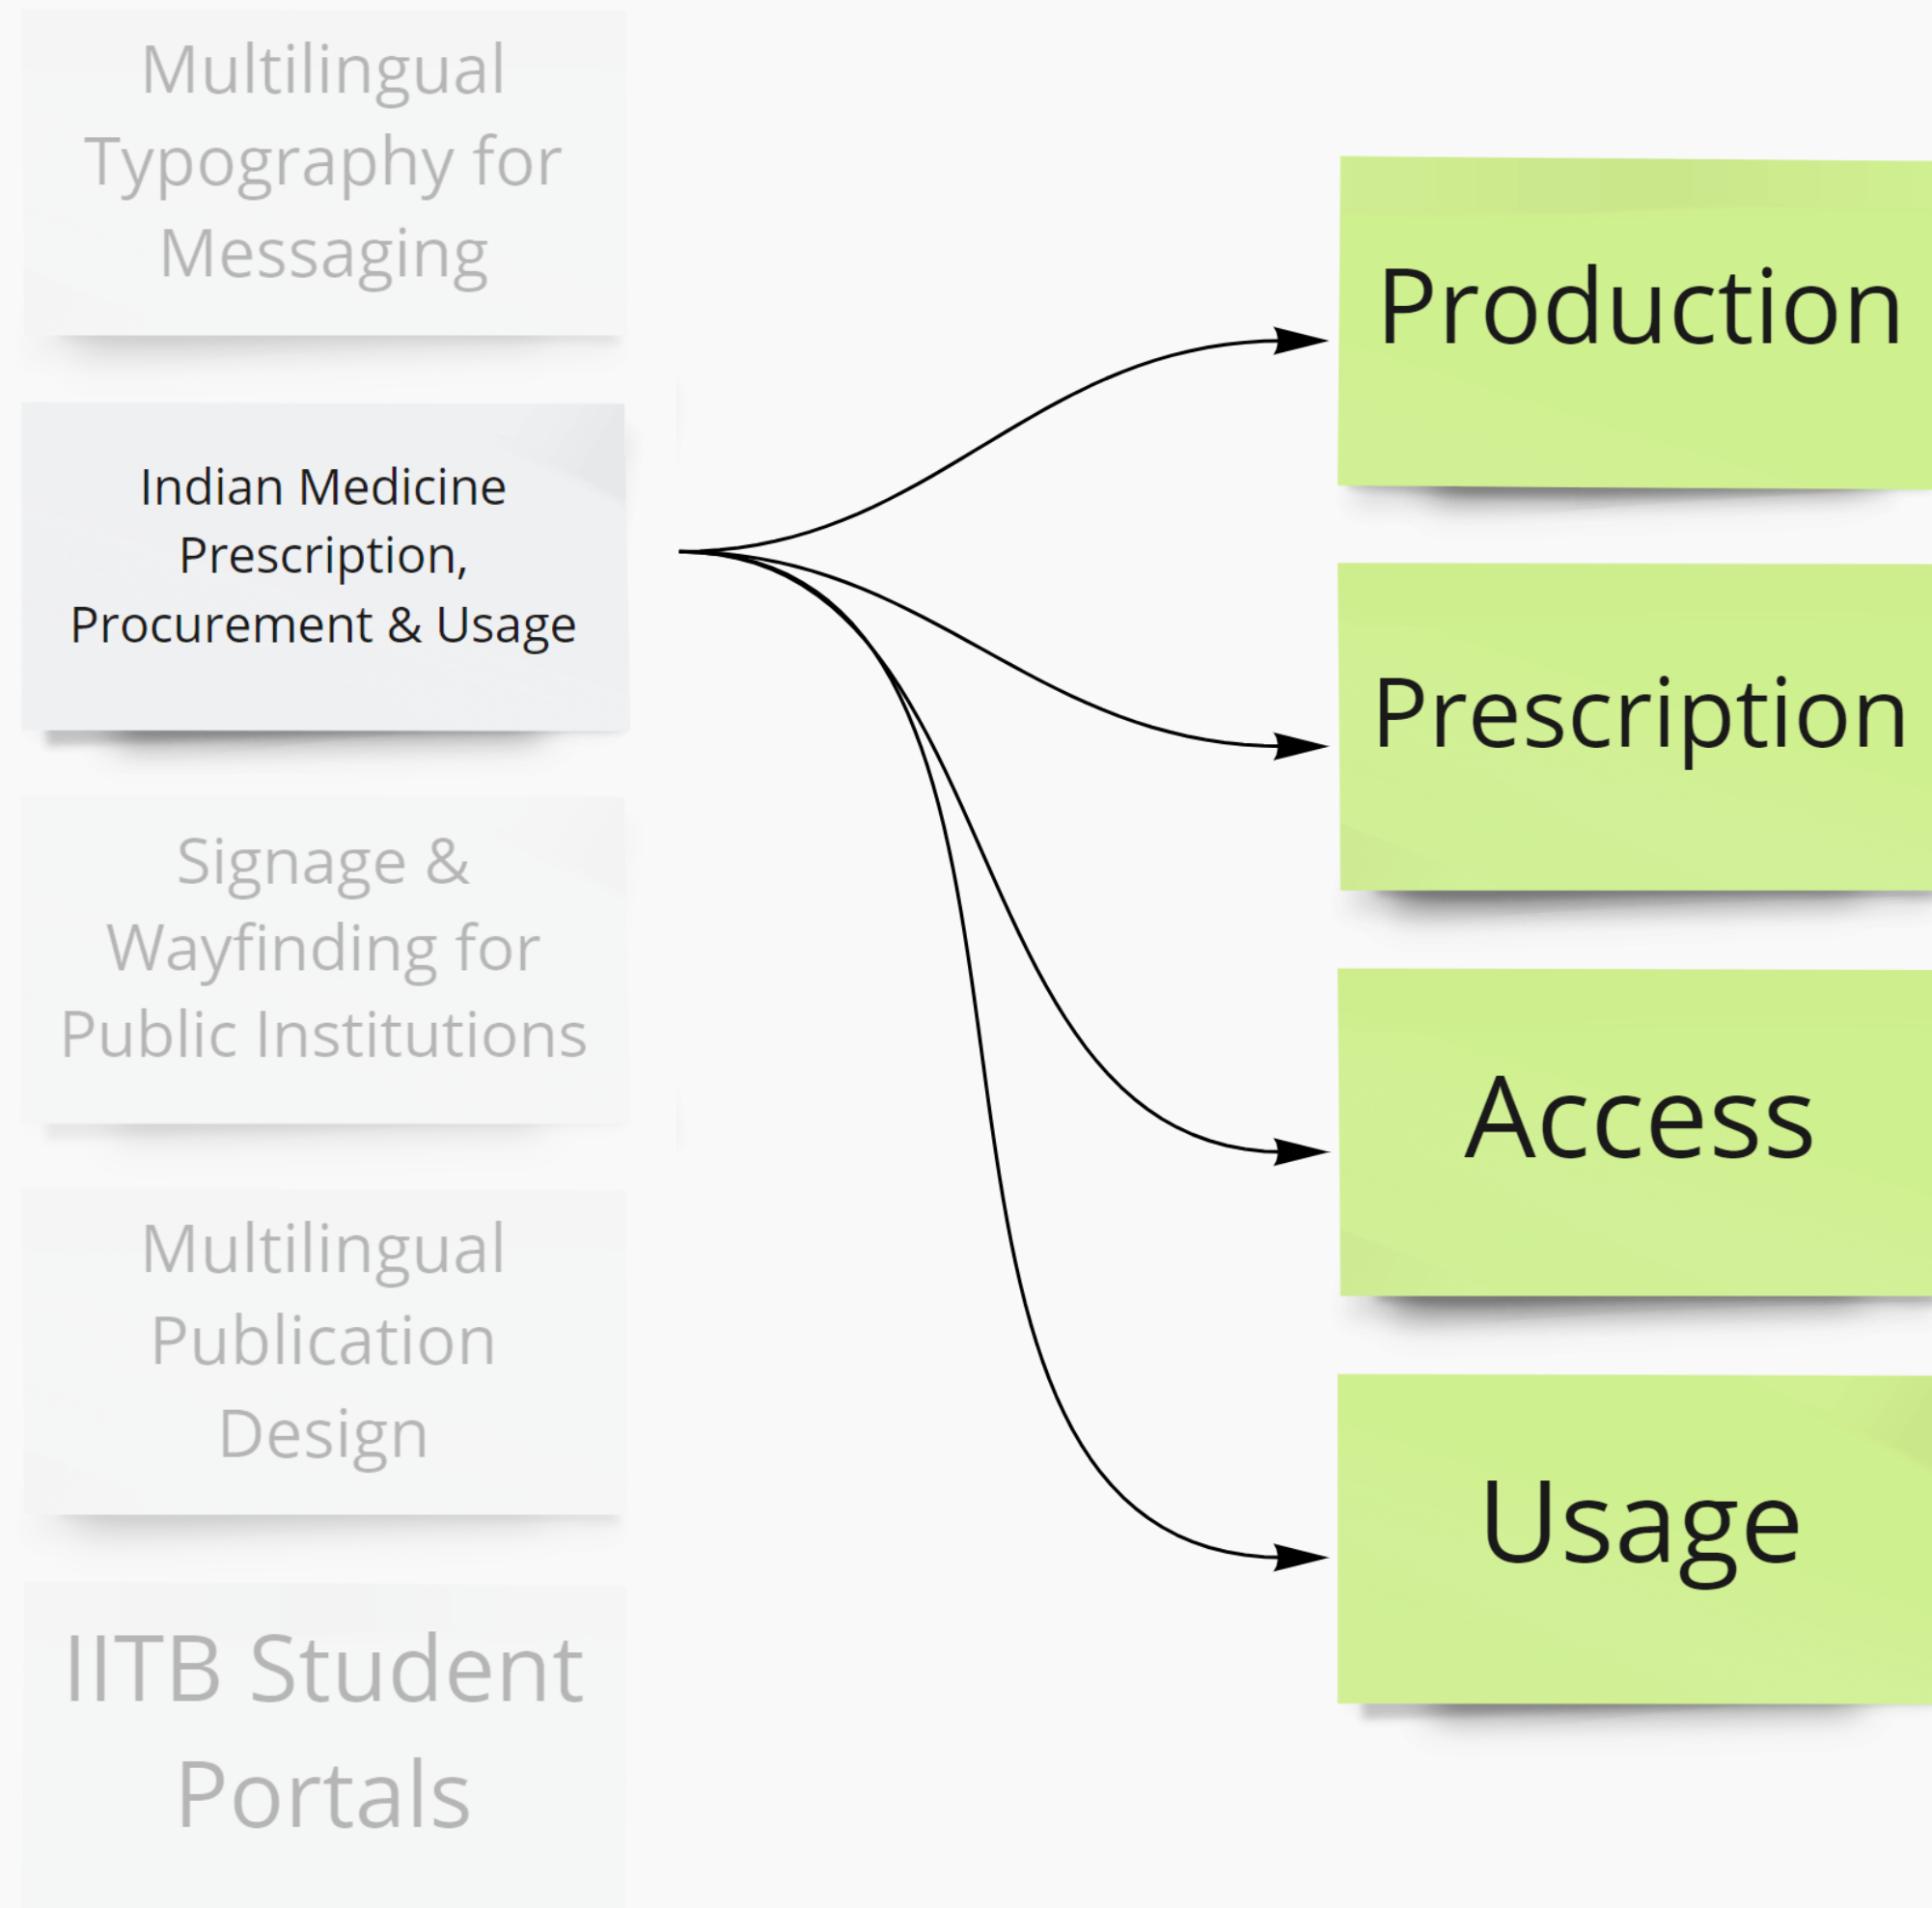 Multilingual
Typography for
Messaging
Indian Medicine
Prescription,
Procurement & Usage
Signage &
Wayfinding for
Public Institutions
Multilingual
Publication
Design
IITB Student
Portals
Production
Prescription
Access
Usage